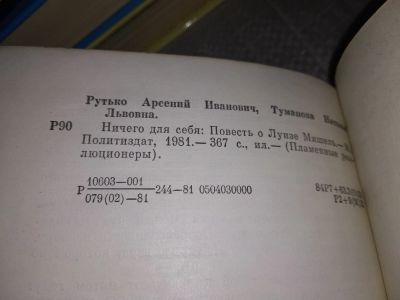 Рутько Арсений Иванович, Туманова
Львовна.
Р90 Ничего для себя: Повесть о Луизе Мишель.—
Политиздат, 1981.— 367 с., ил.— (Пламенные
люционеры).
Р 10603—001
079(02)—81 244—81 0504030000